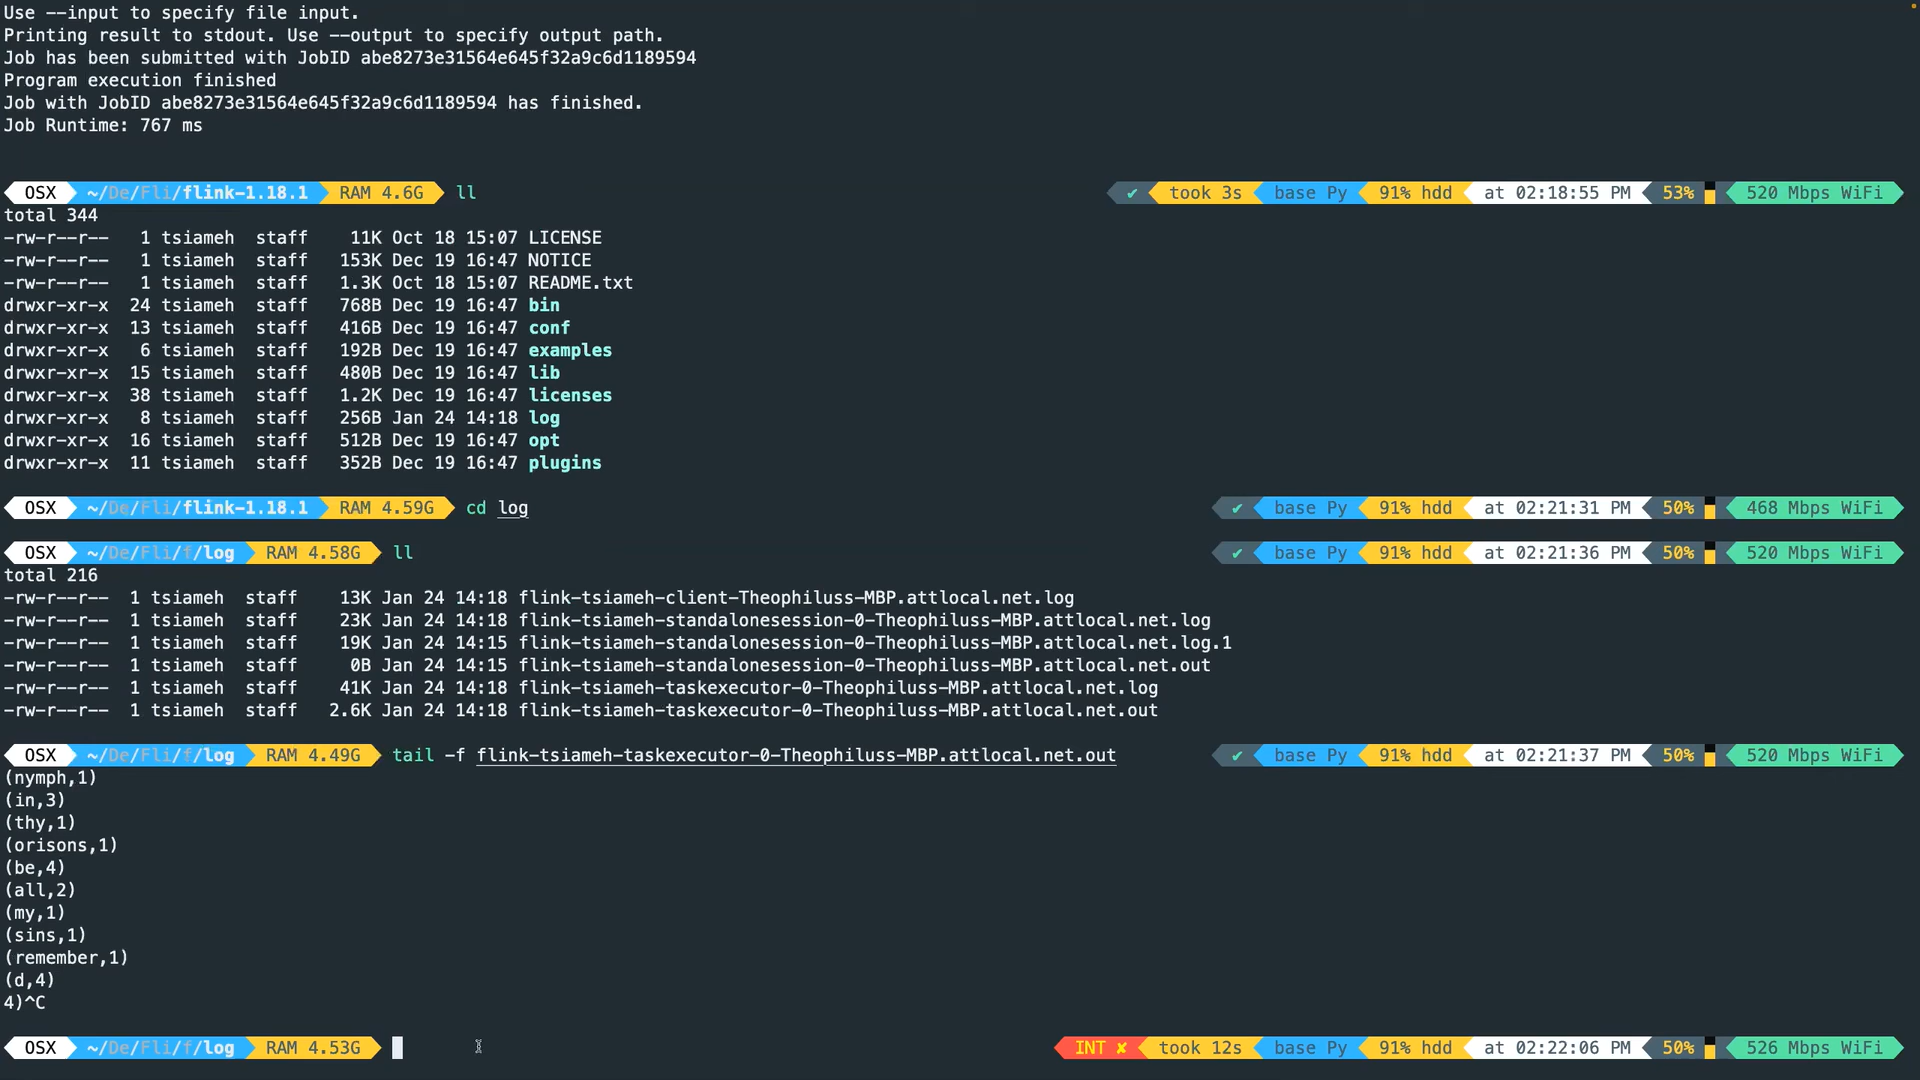 Use --input to specify file input.
Printing result to stdout. Use --output to specify output path.
Job has been submitted with JobID abe8273e31564e645f32a9c6d1189594
Program execution finished
Job with JobID abe8273e31564e645f32a9c6d1189594 has finished.
Job Runtime: 767 ms
OSX ~/De/Fli/flink-1.18.1 RAM 4.6G ll ✔ took 3s base Py 91% hdd at 02:18:55 PM 53% 520 Mbps WiFi
total 344
-rw-r--r-- 1 tsiameh staff 11K Oct 18 15:07 LICENSE
-rw-r--r-- 1 tsiameh staff 153K Dec 19 16:47 NOTICE
-rw-r--r-- 1 tsiameh staff 1.3K Oct 18 15:07 README.txt
drwxr-xr-x 24 tsiameh staff 768B Dec 19 16:47 bin
drwxr-xr-x 13 tsiameh staff 416B Dec 19 16:47 conf
drwxr-xr-x 6 tsiameh staff 192B Dec 19 16:47 examples
drwxr-xr-x 15 tsiameh staff 480B Dec 19 16:47 lib
drwxr-xr-x 38 tsiameh staff 1.2K Dec 19 16:47 licenses
drwxr-xr-x 8 tsiameh staff 256B Jan 24 14:18 log
drwxr-xr-x 16 tsiameh staff 512B Dec 19 16:47 opt
drwxr-xr-x 11 tsiameh staff 352B Dec 19 16:47 plugins
OSX ~/De/Fli/flink-1.18.1 RAM 4.59G cd log ✔ base Py 91% hdd at 02:21:31 PM 50% 468 Mbps WiFi
OSX ~/De/Fli/f/log RAM 4.58G ll ✔ base Py 91% hdd at 02:21:36 PM 50% 520 Mbps WiFi
total 216
-rw-r--r-- 1 tsiameh staff 13K Jan 24 14:18 flink-tsiameh-client-Theophiluss-MBP.attlocal.net.log
-rw-r--r-- 1 tsiameh staff 23K Jan 24 14:18 flink-tsiameh-standalonesession-0-Theophiluss-MBP.attlocal.net.log
-rw-r--r-- 1 tsiameh staff 19K Jan 24 14:15 flink-tsiameh-standalonesession-0-Theophiluss-MBP.attlocal.net.log.1
-rw-r--r-- 1 tsiameh staff 0B Jan 24 14:15 flink-tsiameh-standalonesession-0-Theophiluss-MBP.attlocal.net.out
-rw-r--r-- 1 tsiameh staff 41K Jan 24 14:18 flink-tsiameh-taskexecutor-0-Theophiluss-MBP.attlocal.net.log
-rw-r--r-- 1 tsiameh staff 2.6K Jan 24 14:18 flink-tsiameh-taskexecutor-0-Theophiluss-MBP.attlocal.net.out
OSX ~/De/Fli/f/log RAM 4.49G tail -f flink-tsiameh-taskexecutor-0-Theophiluss-MBP.attlocal.net.out ✔ base Py 91% hdd at 02:21:37 PM 50% 520 Mbps WiFi
(nymph,1)
(in,3)
(thy,1)
(orisons,1)
(be,4)
(all,2)
(my,1)
(sins,1)
(remember,1)
(d,4)
4)^C
OSX ~/De/Fli/f/log RAM 4.53G INT ✘ took 12s base Py 91% hdd at 02:22:06 PM 50% 526 Mbps WiFi